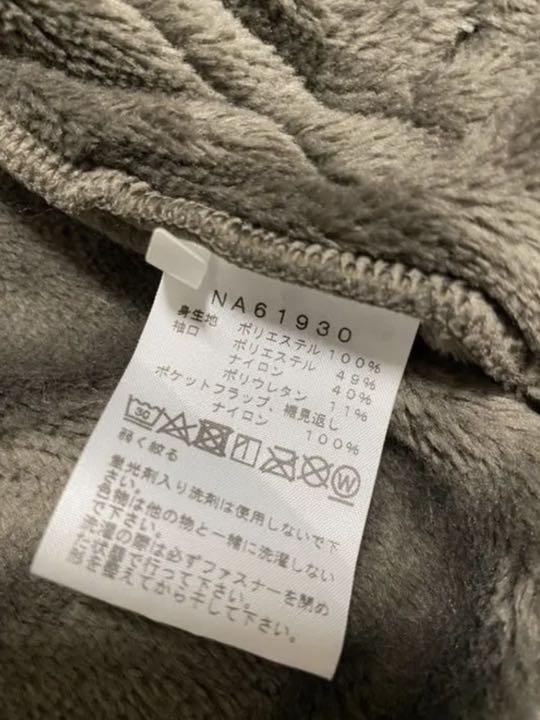 NA61930
身生地 ポリエステル 100%
袖口 ポリエステル 49%
ナイロン 40%
ポリウレタン 11%
ポケットフラップ、裾見返し
ナイロン 100%
30 W
弱く絞る
蛍光剤入り洗剤は使用しないで下
さい。
色物は他の物と一緒に洗濯しない
で下さい。
洗濯の際は必ずファスナーを閉め
た状態で行って下さい。
を整えてから干して下さい。